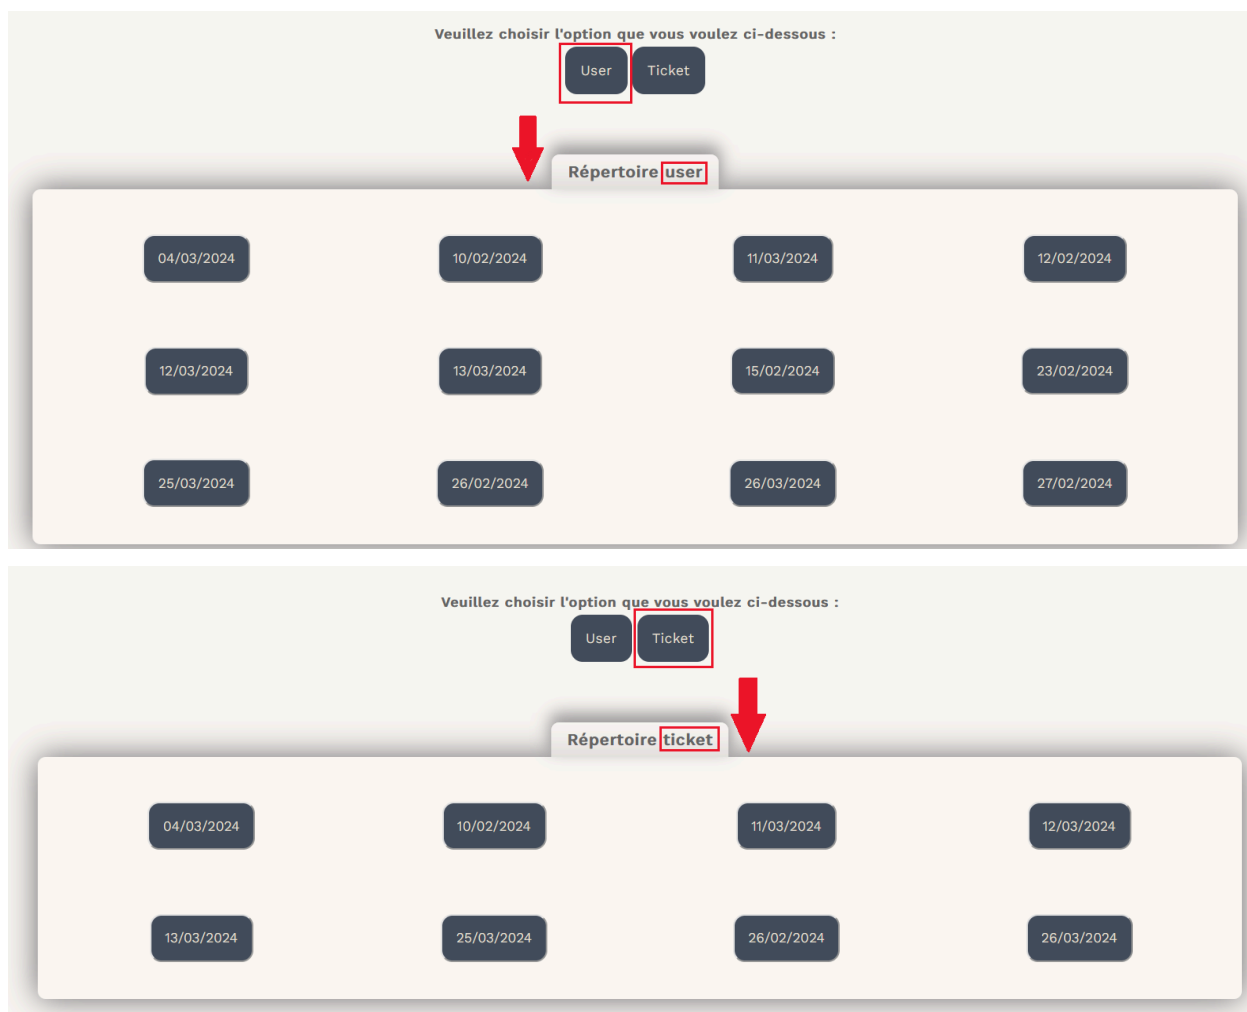 Veuillez choisir l'option que vous voulez ci-dessous :
User Ticket
Répertoire user
04/03/2024 10/02/2024 11/03/2024 12/02/2024
12/03/2024 13/03/2024 15/02/2024 23/02/2024
25/03/2024 26/02/2024 26/03/2024 27/02/2024
Veuillez choisir l'option que vous voulez ci-dessous :
User Ticket
Répertoire ticket
04/03/2024 10/02/2024 11/03/2024 12/03/2024
13/03/2024 25/03/2024 26/02/2024 26/03/2024